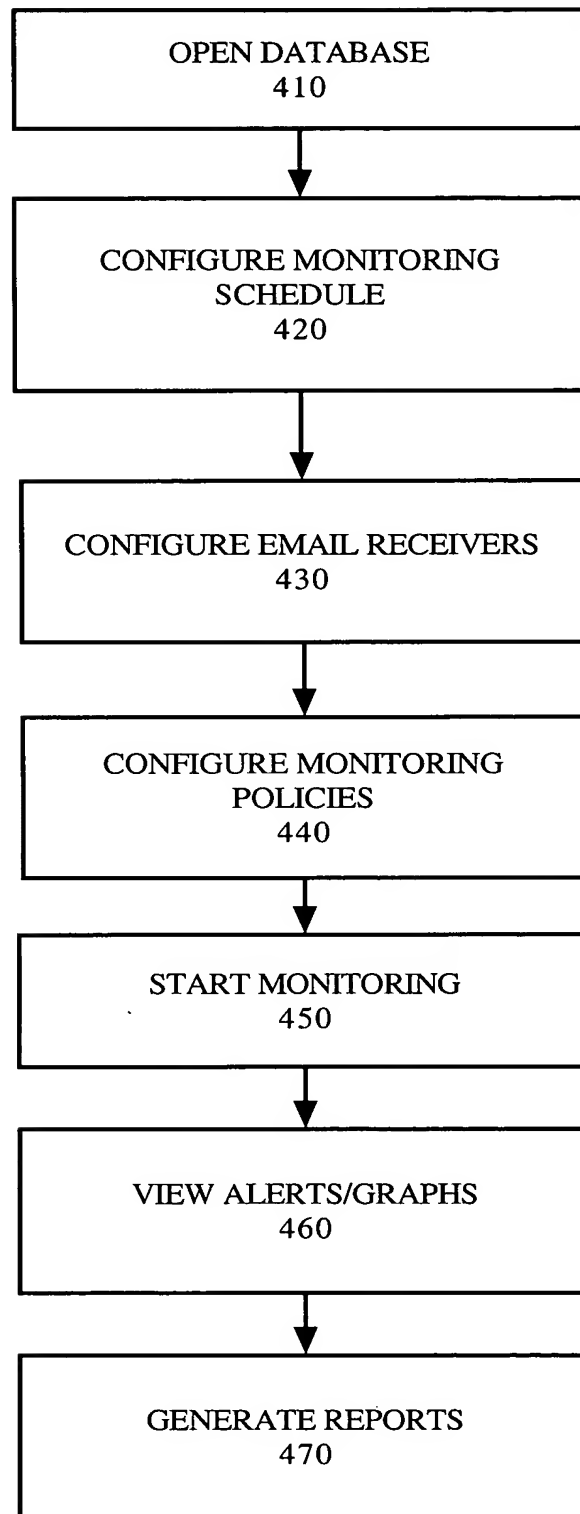 OPEN DATABASE
410
CONFIGURE MONITORING
SCHEDULE
420
CONFIGURE EMAIL RECEIVERS
430
CONFIGURE MONITORING
POLICIES
440
START MONITORING
450
VIEW ALERTS/GRAPHS
460
GENERATE REPORTS
470